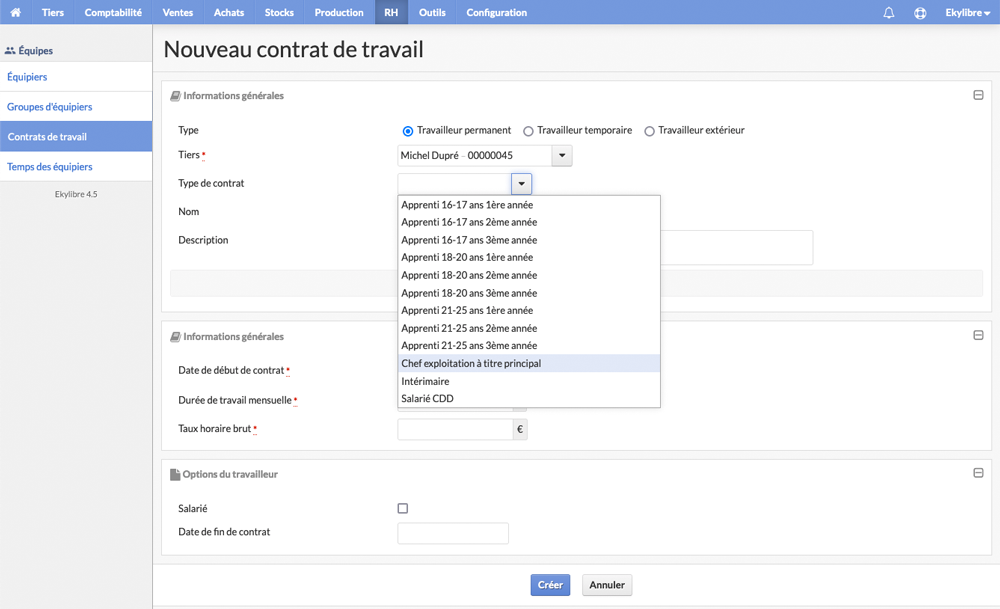 Tiers Comptabilité Ventes Achats Stocks Production RH Outils Configuration Ekylibre
Équipes
Équipiers
Groupes d'équipiers
Contrats de travail
Temps des équipiers
Ekylibre 4.5
Nouveau contrat de travail
Informations générales
Type Travailleur permanent Travailleur temporaire Travailleur extérieur
Tiers * Michel Dupré - 00000045
Type de contrat
Nom
Description
Apprenti 16-17 ans 1ère année
Apprenti 16-17 ans 2ème année
Apprenti 16-17 ans 3ème année
Apprenti 18-20 ans 1ère année
Apprenti 18-20 ans 2ème année
Apprenti 18-20 ans 3ème année
Apprenti 21-25 ans 1ère année
Apprenti 21-25 ans 2ème année
Apprenti 21-25 ans 3ème année
Chef exploitation à titre principal
Intérimaire
Salarié CDD
Informations générales
Date de début de contrat *
Durée de travail mensuelle *
Taux horaire brut * €
Options du travailleur
Salarié
Date de fin de contrat
Créer Annuler